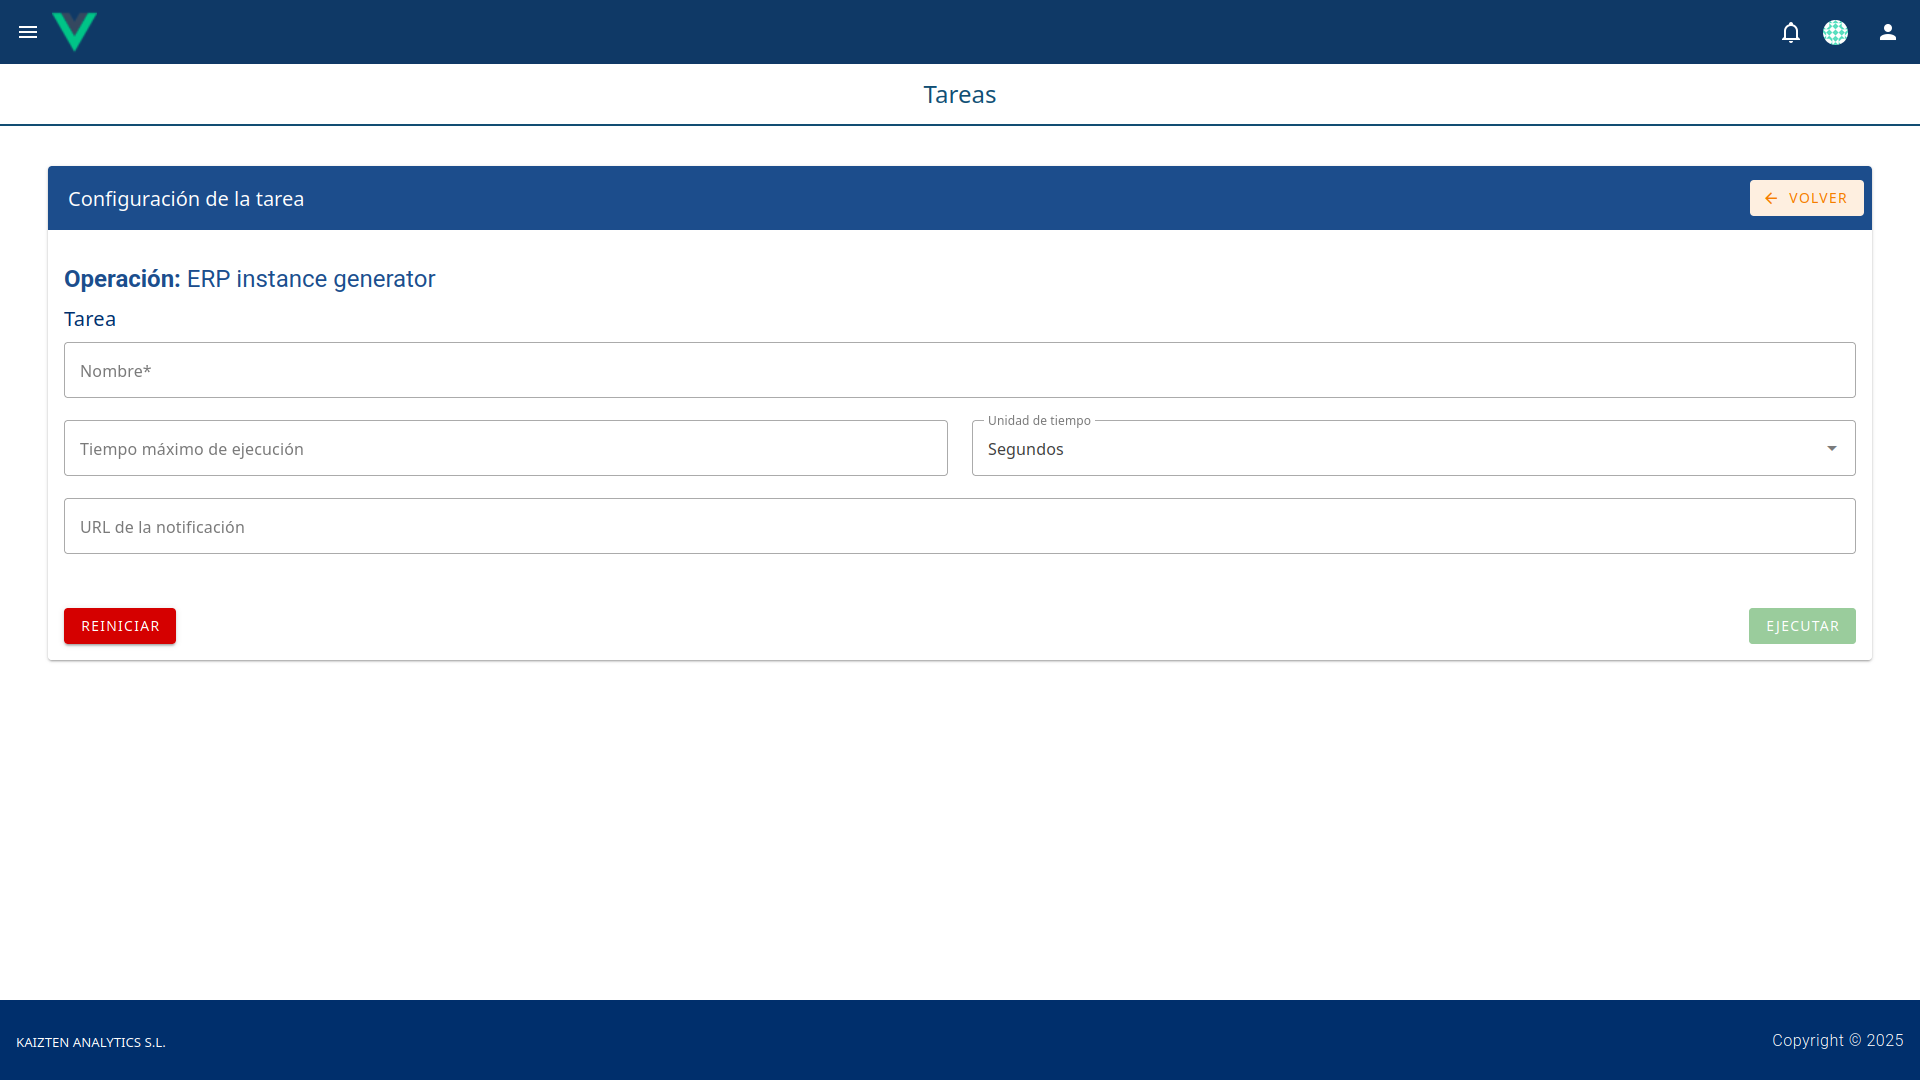 Tareas
Configuración de la tarea
VOLVER
Operación: ERP instance generator
Tarea
Nombre*
Tiempo máximo de ejecución
Unidad de tiempo
Segundos
URL de la notificación
REINICIAR
EJECUTAR
KAIZTEN ANALYTICS S.L.
Copyright © 2025